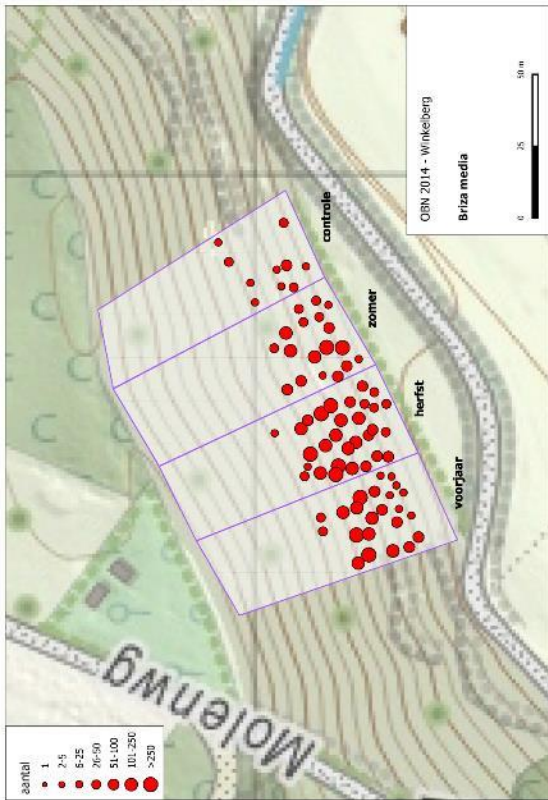 aantal
1
2-5
6-25
26-50
51-100
101-250
>250
Molenwg
voorjaar
herfst
zomer
controle
OBN 2014 - Winkelberg
Briza media
0 25 50 m